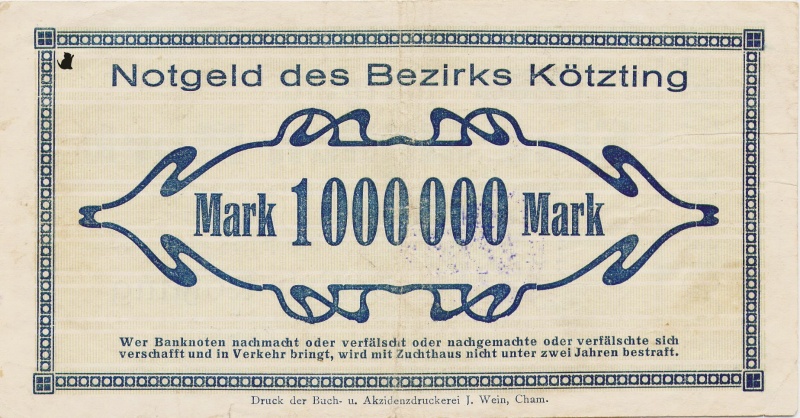 Notgeld des Bezirks Kötzting
Mark 1000000 Mark
Wer Banknoten nachmacht oder verfälscht oder nachgemachte oder verfälschte sich
verschafft und in Verkehr bringt, wird mit Zuchthaus nicht unter zwei Jahren bestraft.
Druck der Buch- u. Akzidenzdruckerei J. Wein, Cham.